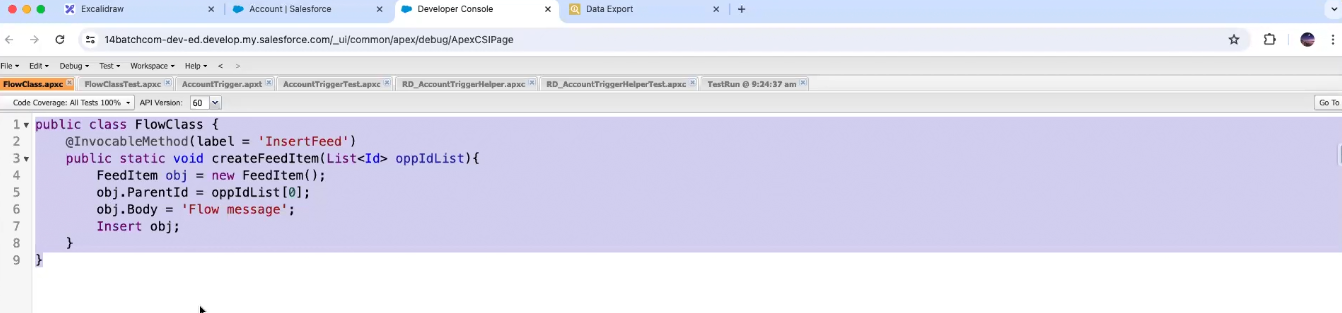 Excalidraw
Account | Salesforce
Developer Console
Data Export
14batchcom-dev-ed.develop.my.salesforce.com/_ui/common/apex/debug/ApexCSIPage
File Edit Debug Test Workspace Help < >
FlowClass.apxc FlowClassTest.apxc AccountTrigger.apxt AccountTriggerTest.apxc RD_AccountTriggerHelper.apxc RD_AccountTriggerHelperTest.apxc TestRun @ 9:24:37 am
Code Coverage: All Tests 100% API Version: 60 Go To
1 public class FlowClass {
2 @InvocableMethod(label = 'InsertFeed')
3 public static void createFeedItem(List<Id> oppIdList){
4 FeedItem obj = new FeedItem();
5 obj.ParentId = oppIdList[0];
6 obj.Body = 'Flow message';
7 Insert obj;
8 }
9 }